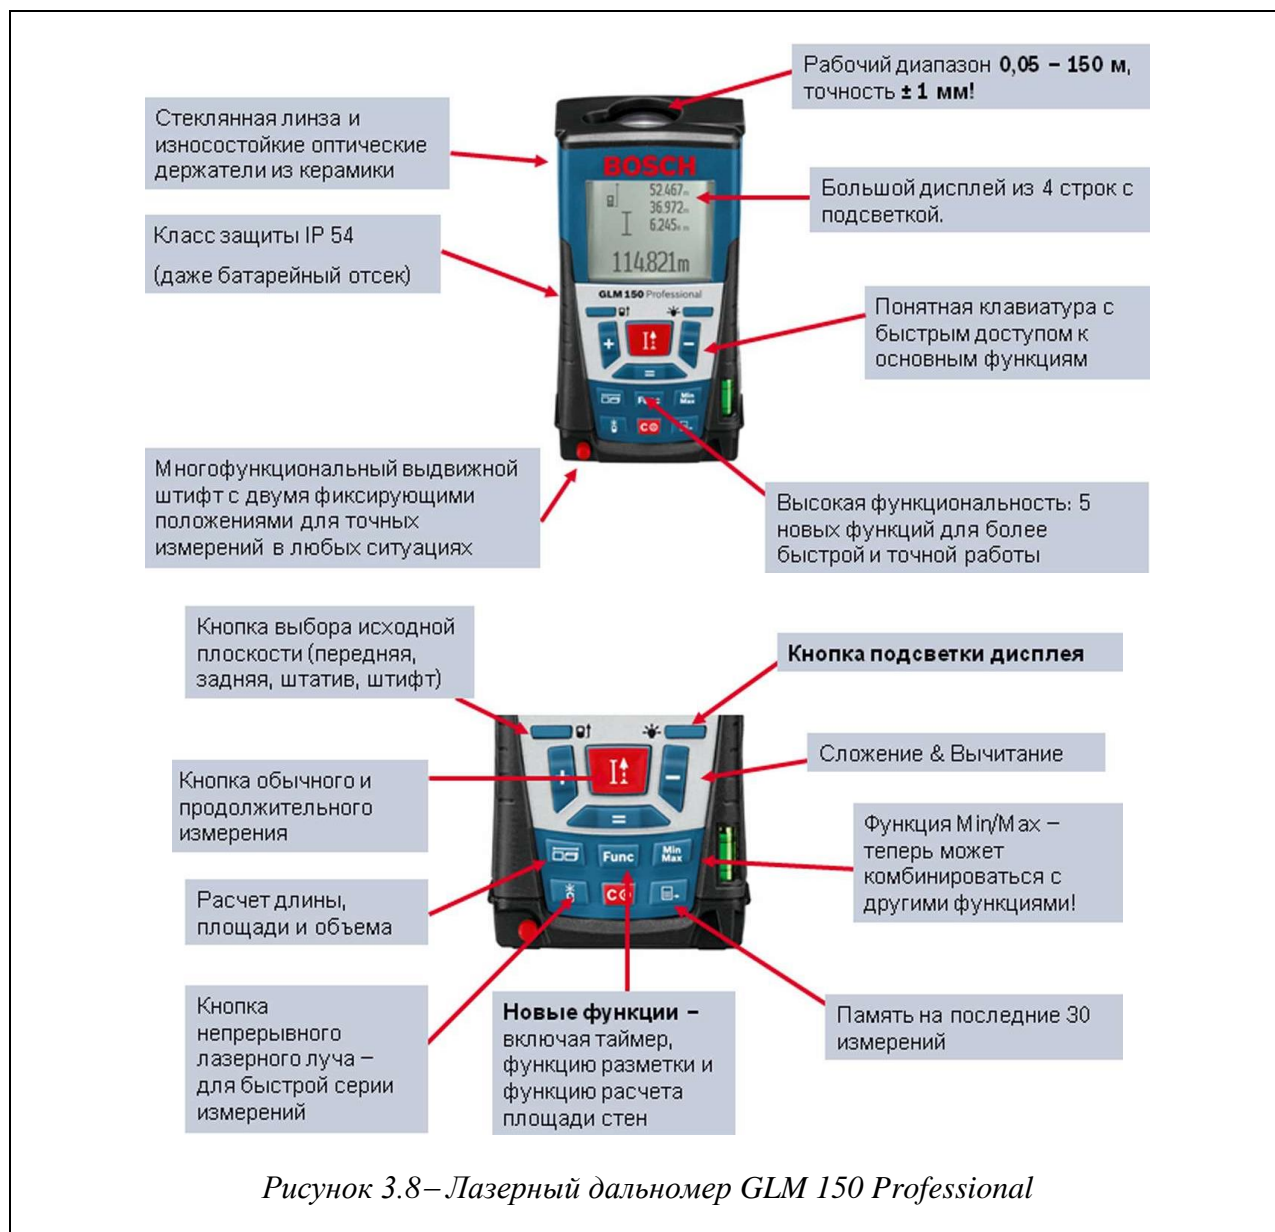 Рабочий диапазон 0,05 – 150 м,
точность ± 1 мм!
Стеклянная линза и
износостойкие оптические
держатели из керамики
BOSCH
52.467m
36.972m
6.245m
114.821m
Большой дисплей из 4 строк с
подсветкой.
Класс защиты IP 54
(даже батарейный отсек)
GLM 150 Professional
Понятная клавиатура с
быстрым доступом к
основным функциям
+
−
=
Func
Min
Max
C
Многофункциональный выдвижной
штифт с двумя фиксирующими
положениями для точных
измерений в любых ситуациях
Высокая функциональность: 5
новых функций для более
быстрой и точной работы
Кнопка выбора исходной
плоскости (передняя,
задняя, штатив, штифт)
Кнопка подсветки дисплея
Сложение & Вычитание
Кнопка обычного и
продолжительного
измерения
+
−
=
Func
Min
Max
C
Функция Min/Max –
теперь может
комбинироваться с
другими функциями!
Расчет длины,
площади и объема
Кнопка
непрерывного
лазерного луча –
для быстрой серии
измерений
Новые функции –
включая таймер,
функцию разметки и
функцию расчета
площади стен
Память на последние 30
измерений
Рисунок 3.8– Лазерный дальномер GLM 150 Professional